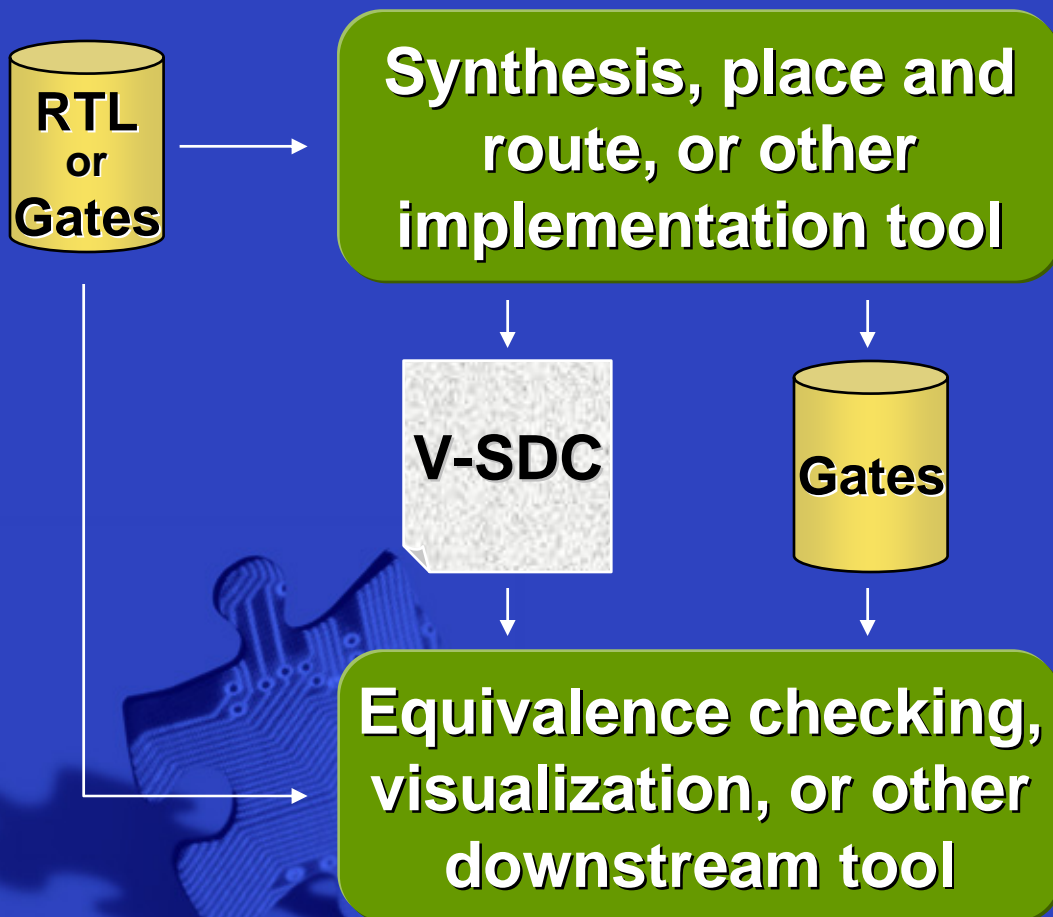 RTL
or
Gates
Synthesis, place and
route, or other
implementation tool
V-SDC
Gates
Equivalence checking,
visualization, or other
downstream tool